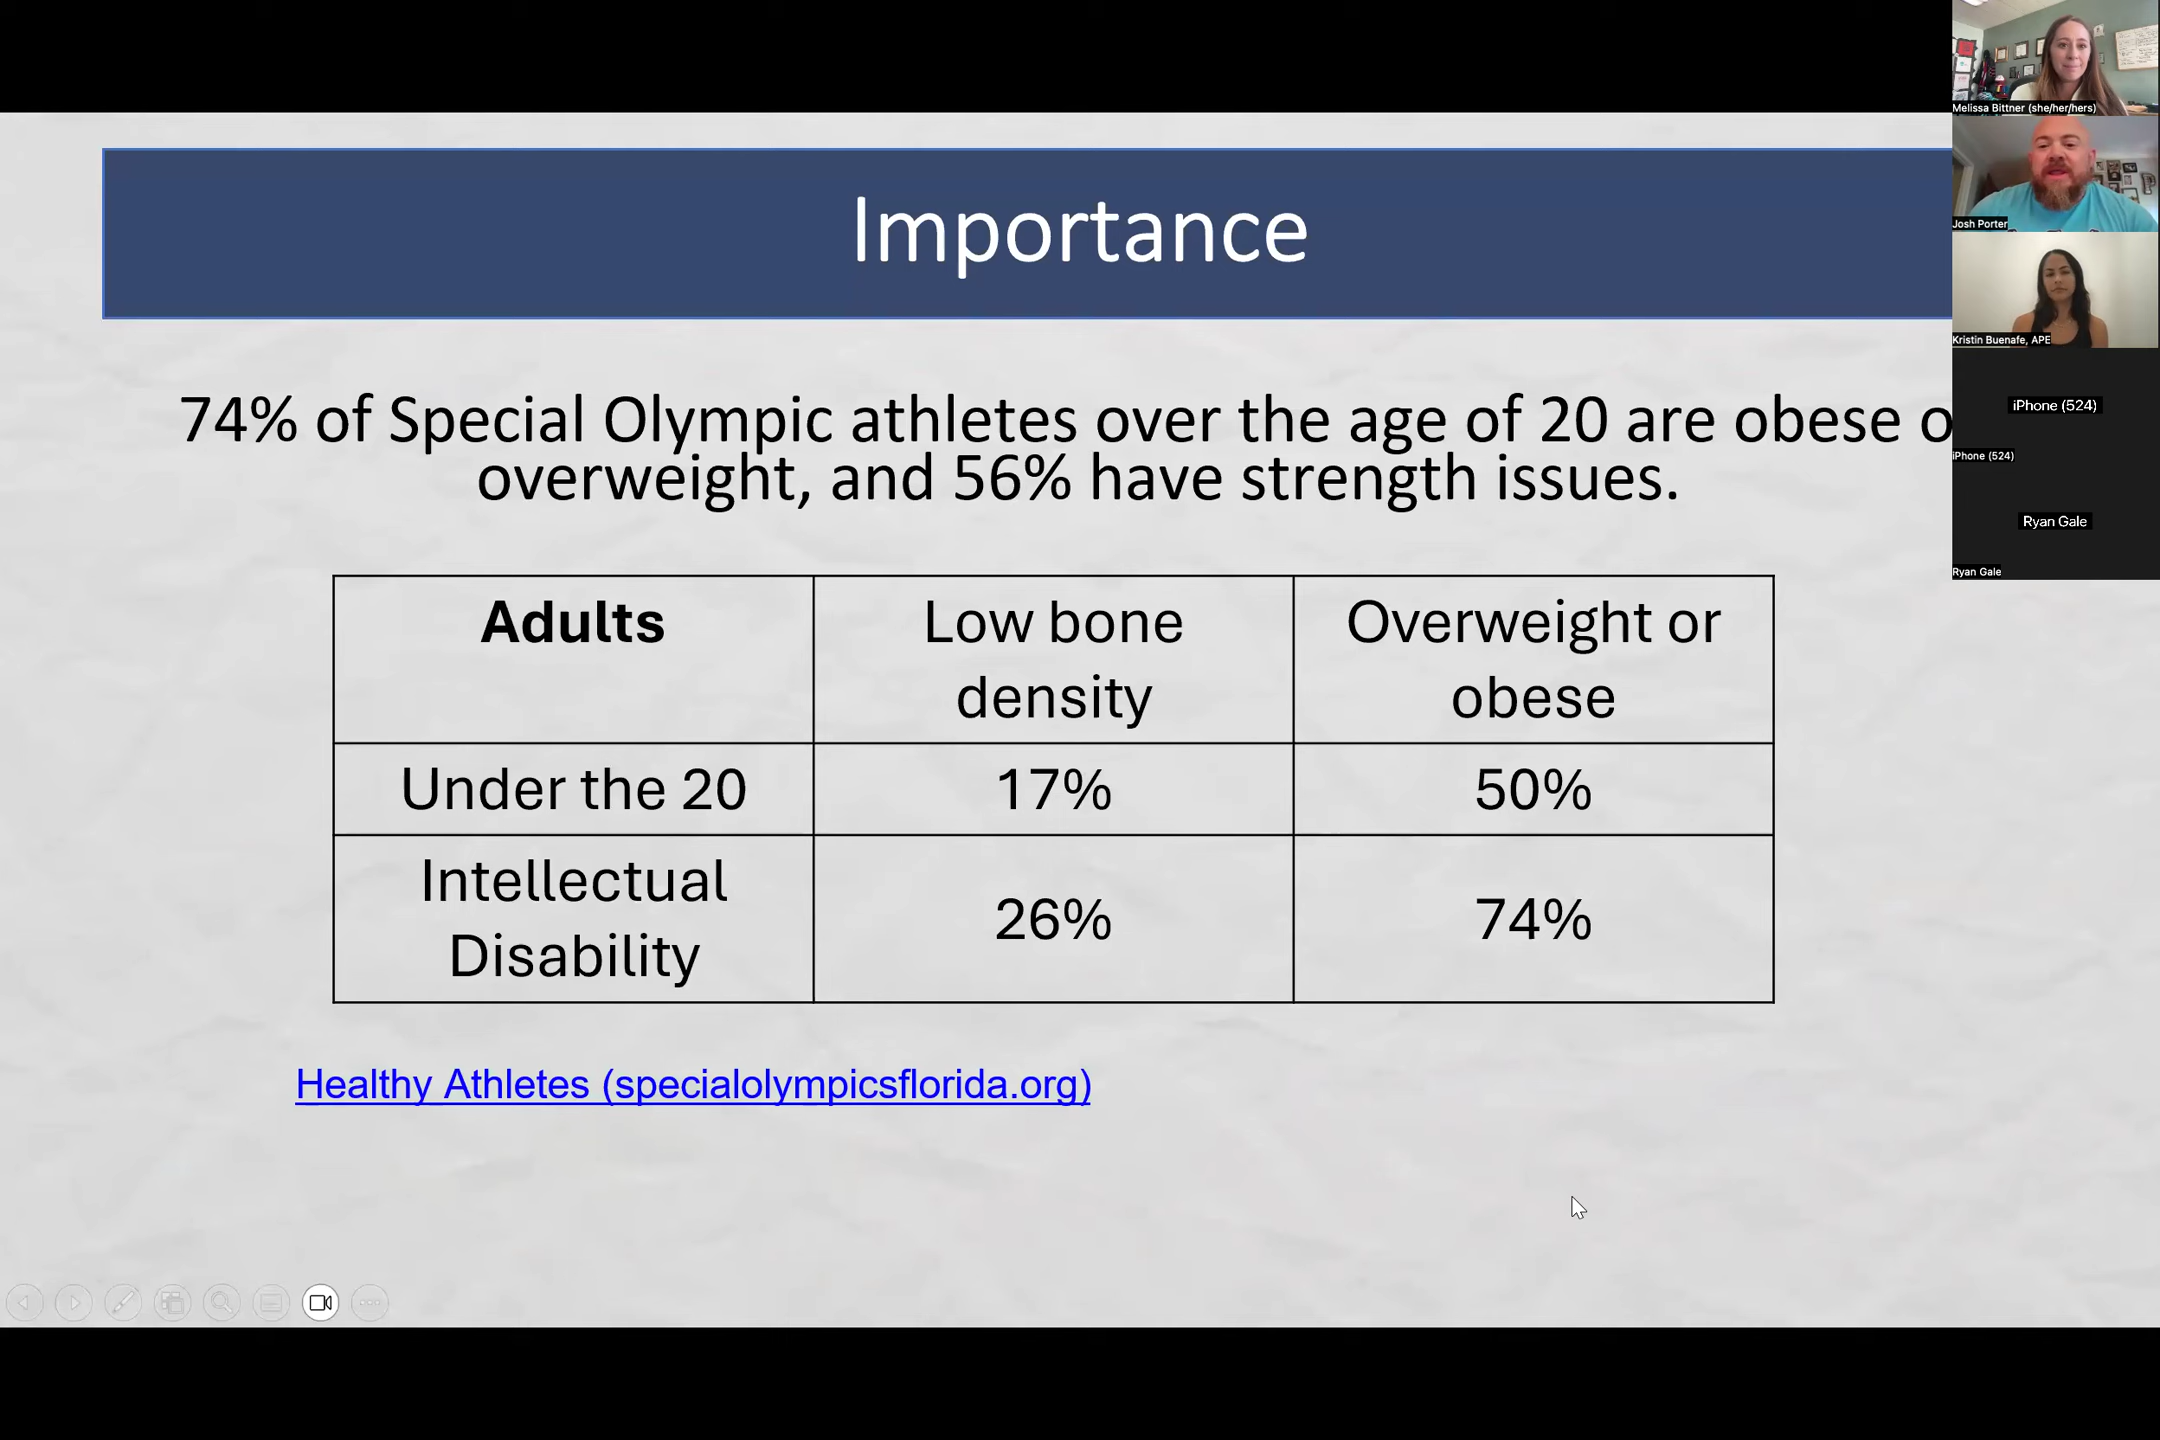 Importance
74% of Special Olympic athletes over the age of 20 are obese o
overweight, and 56% have strength issues.
Adults
Low bone
density
Overweight or
obese
Under the 20
17%
50%
Intellectual
Disability
26%
74%
Healthy Athletes (specialolympicsflorida.org)
Melissa Bittner (she/her/hers)
Josh Porter
Kristin Buenafe, APE
iPhone (524)
iPhone (524)
Ryan Gale
Ryan Gale